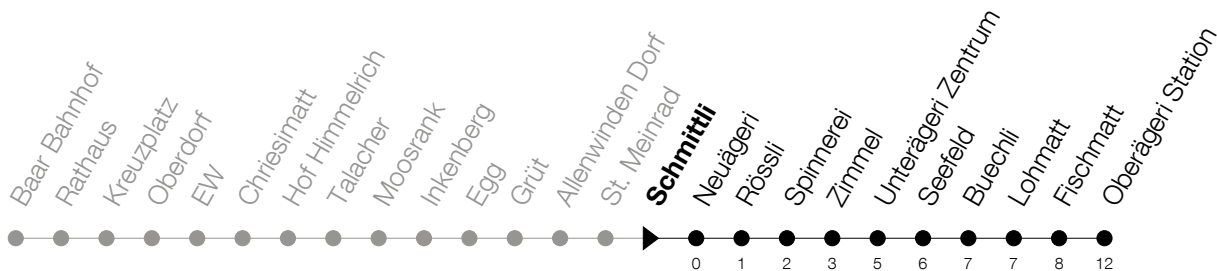 Baar Bahnhof
Rathaus
Kreuzplatz
Oberdorf
EW
Chriesimatt
Hof Himmelrich
Talacher
Moosrank
Inkenberg
Egg
Grüt
Allenwinden Dorf
St. Meinrad
Schmittli
Neuägeri
Rössli
Spinnerei
Zimmel
Unterägeri Zentrum
Seefeld
Buechli
Lohmatt
Fischmatt
Oberägeri Station
0 1 2 3 5 6 7 7 8 12